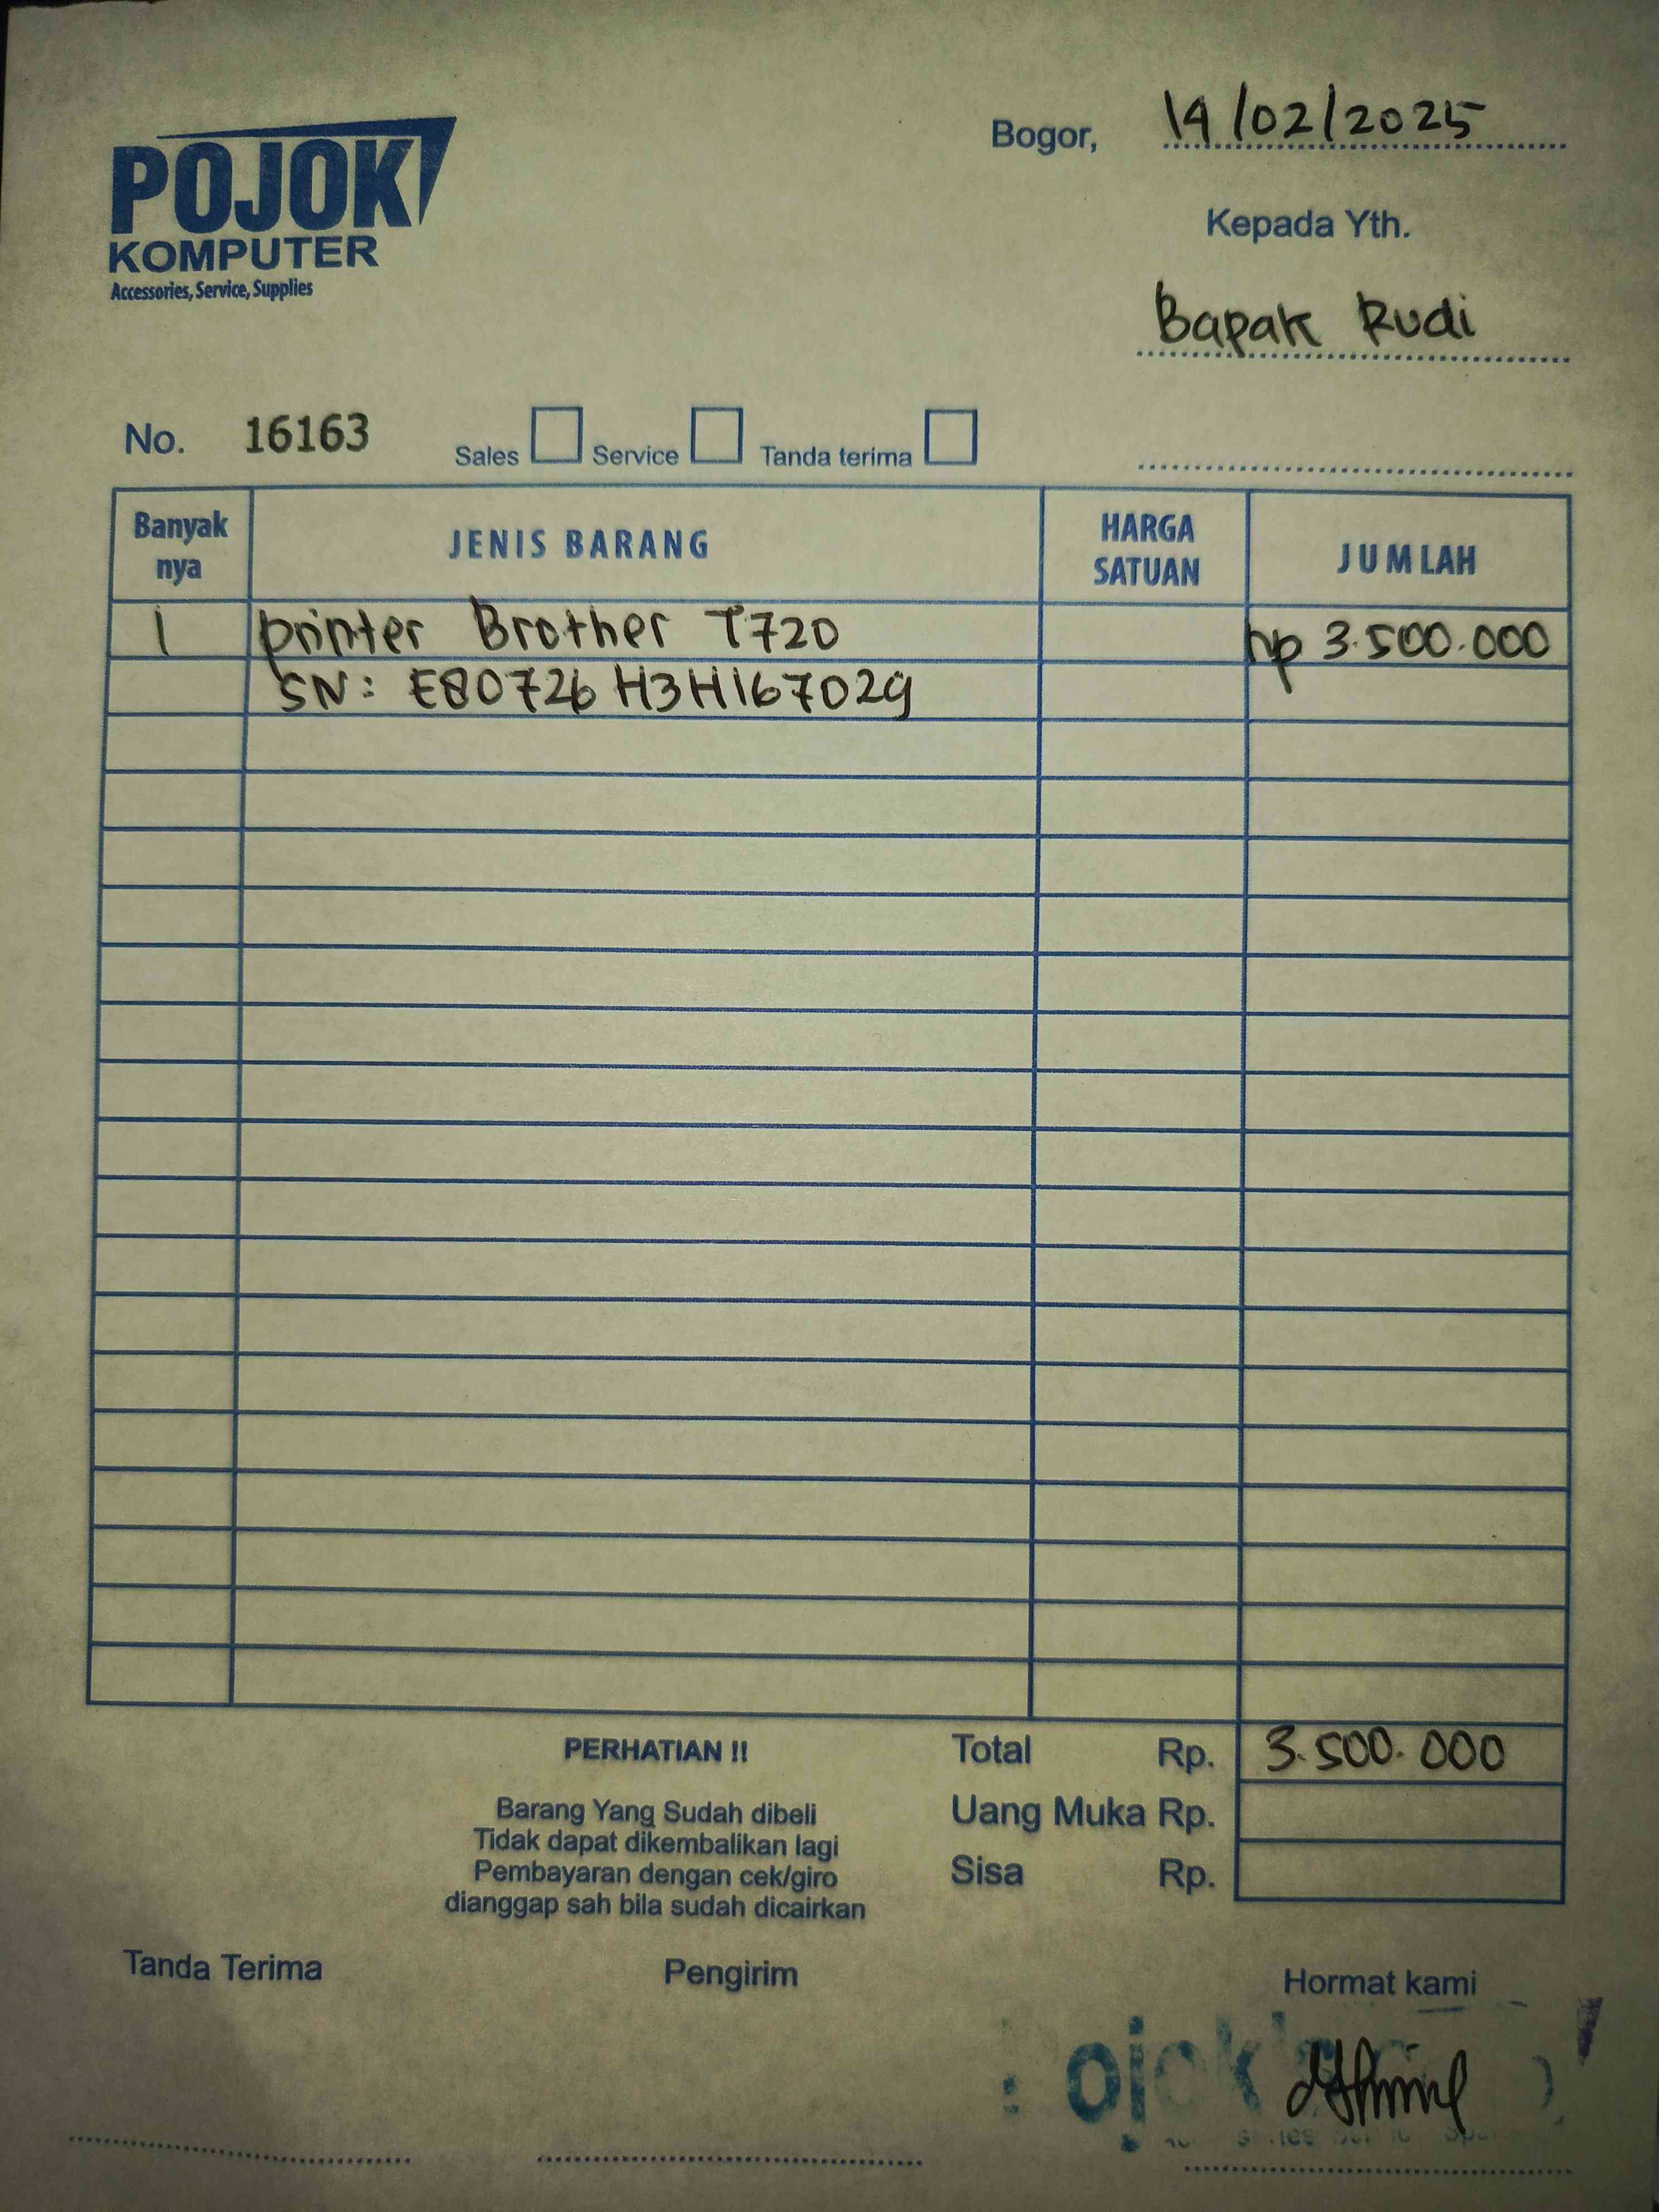 POJOK
KOMPUTER
Accessories, Service, Supplies
Bogor, 14/02/2025
Kepada Yth.
Bapak Rudi
No. 16163 Sales Service Tanda terima
Banyak nya JENIS BARANG HARGA SATUAN JUMLAH
1 printer Brother T720 Rp 3.500.000
SN: E80726H3H167029
PERHATIAN !!
Barang Yang Sudah dibeli
Tidak dapat dikembalikan lagi
Pembayaran dengan cek/giro
dianggap sah bila sudah dicairkan
Total Rp. 3.500.000
Uang Muka Rp.
Sisa Rp.
Tanda Terima Pengirim Hormat kami